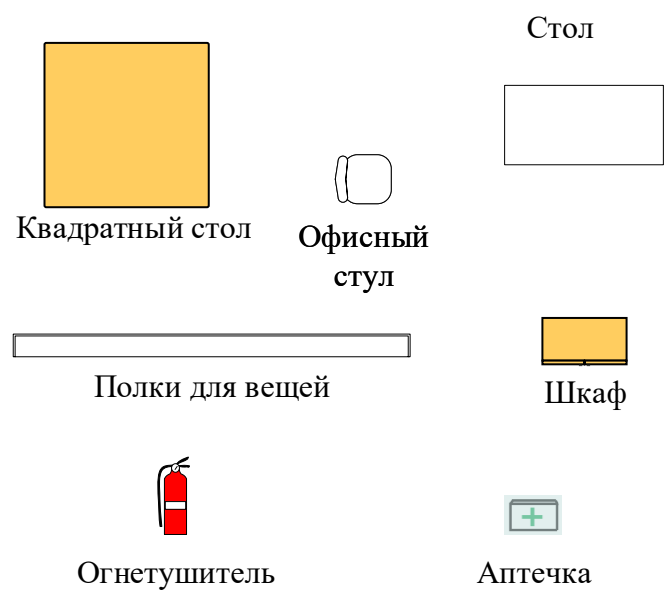 Стол
Квадратный стол
Офисный
стул
Полки для вещей
Шкаф
Огнетушитель
Аптечка